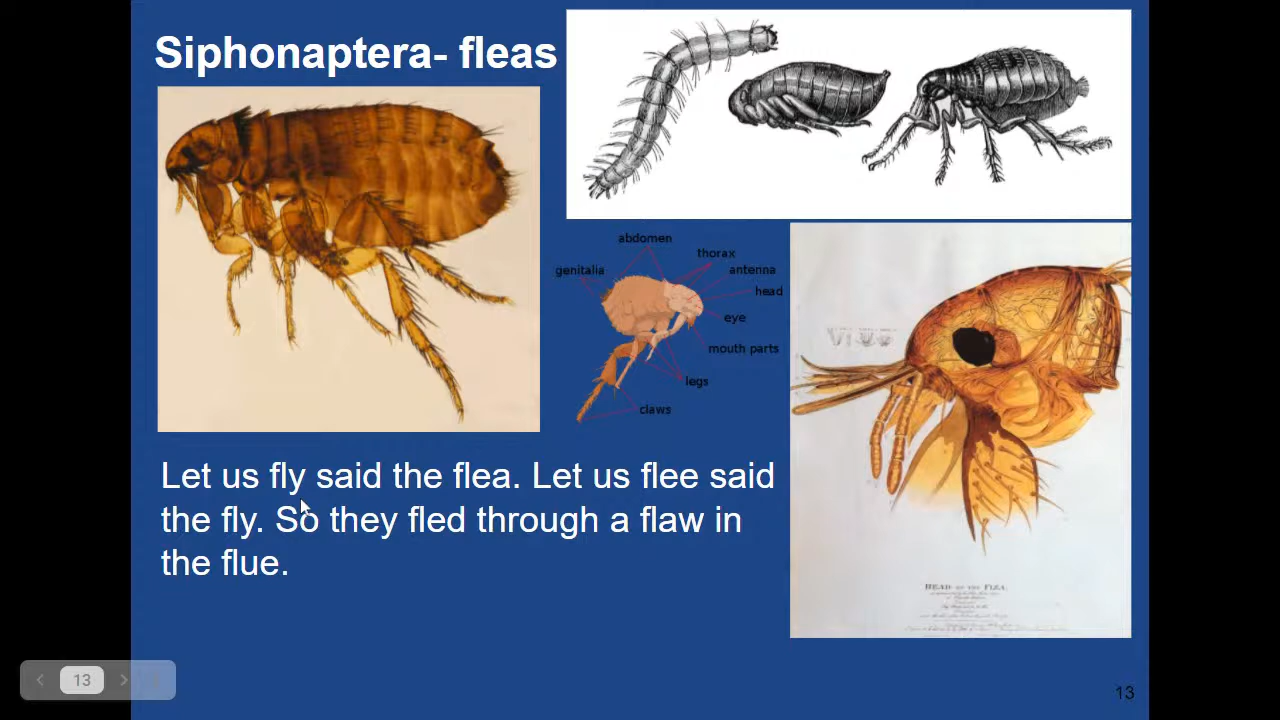 Siphonaptera- fleas
abdomen
thorax
genitalia
antenna
head
eye
mouth parts
legs
claws
Let us fly said the flea. Let us flee said
the fly. So they fled through a flaw in
the flue.
HEAD OF THE FLEA.
13
13